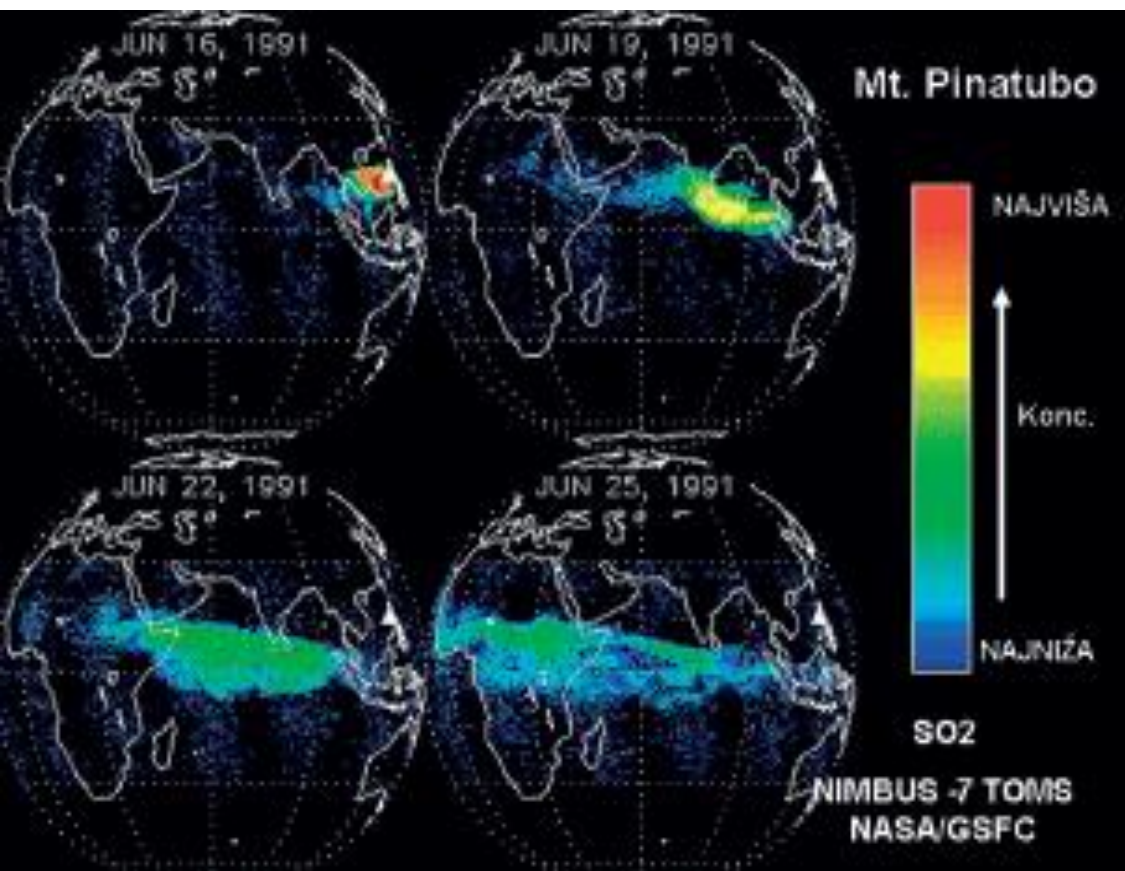 JUN 16, 1991
JUN 19, 1991
Mt. Pinatubo
NAJVIŠA
Konc.
JUN 22, 1991
JUN 25, 1991
NAJNIŽA
SO2
NIMBUS -7 TOMS
NASA/GSFC